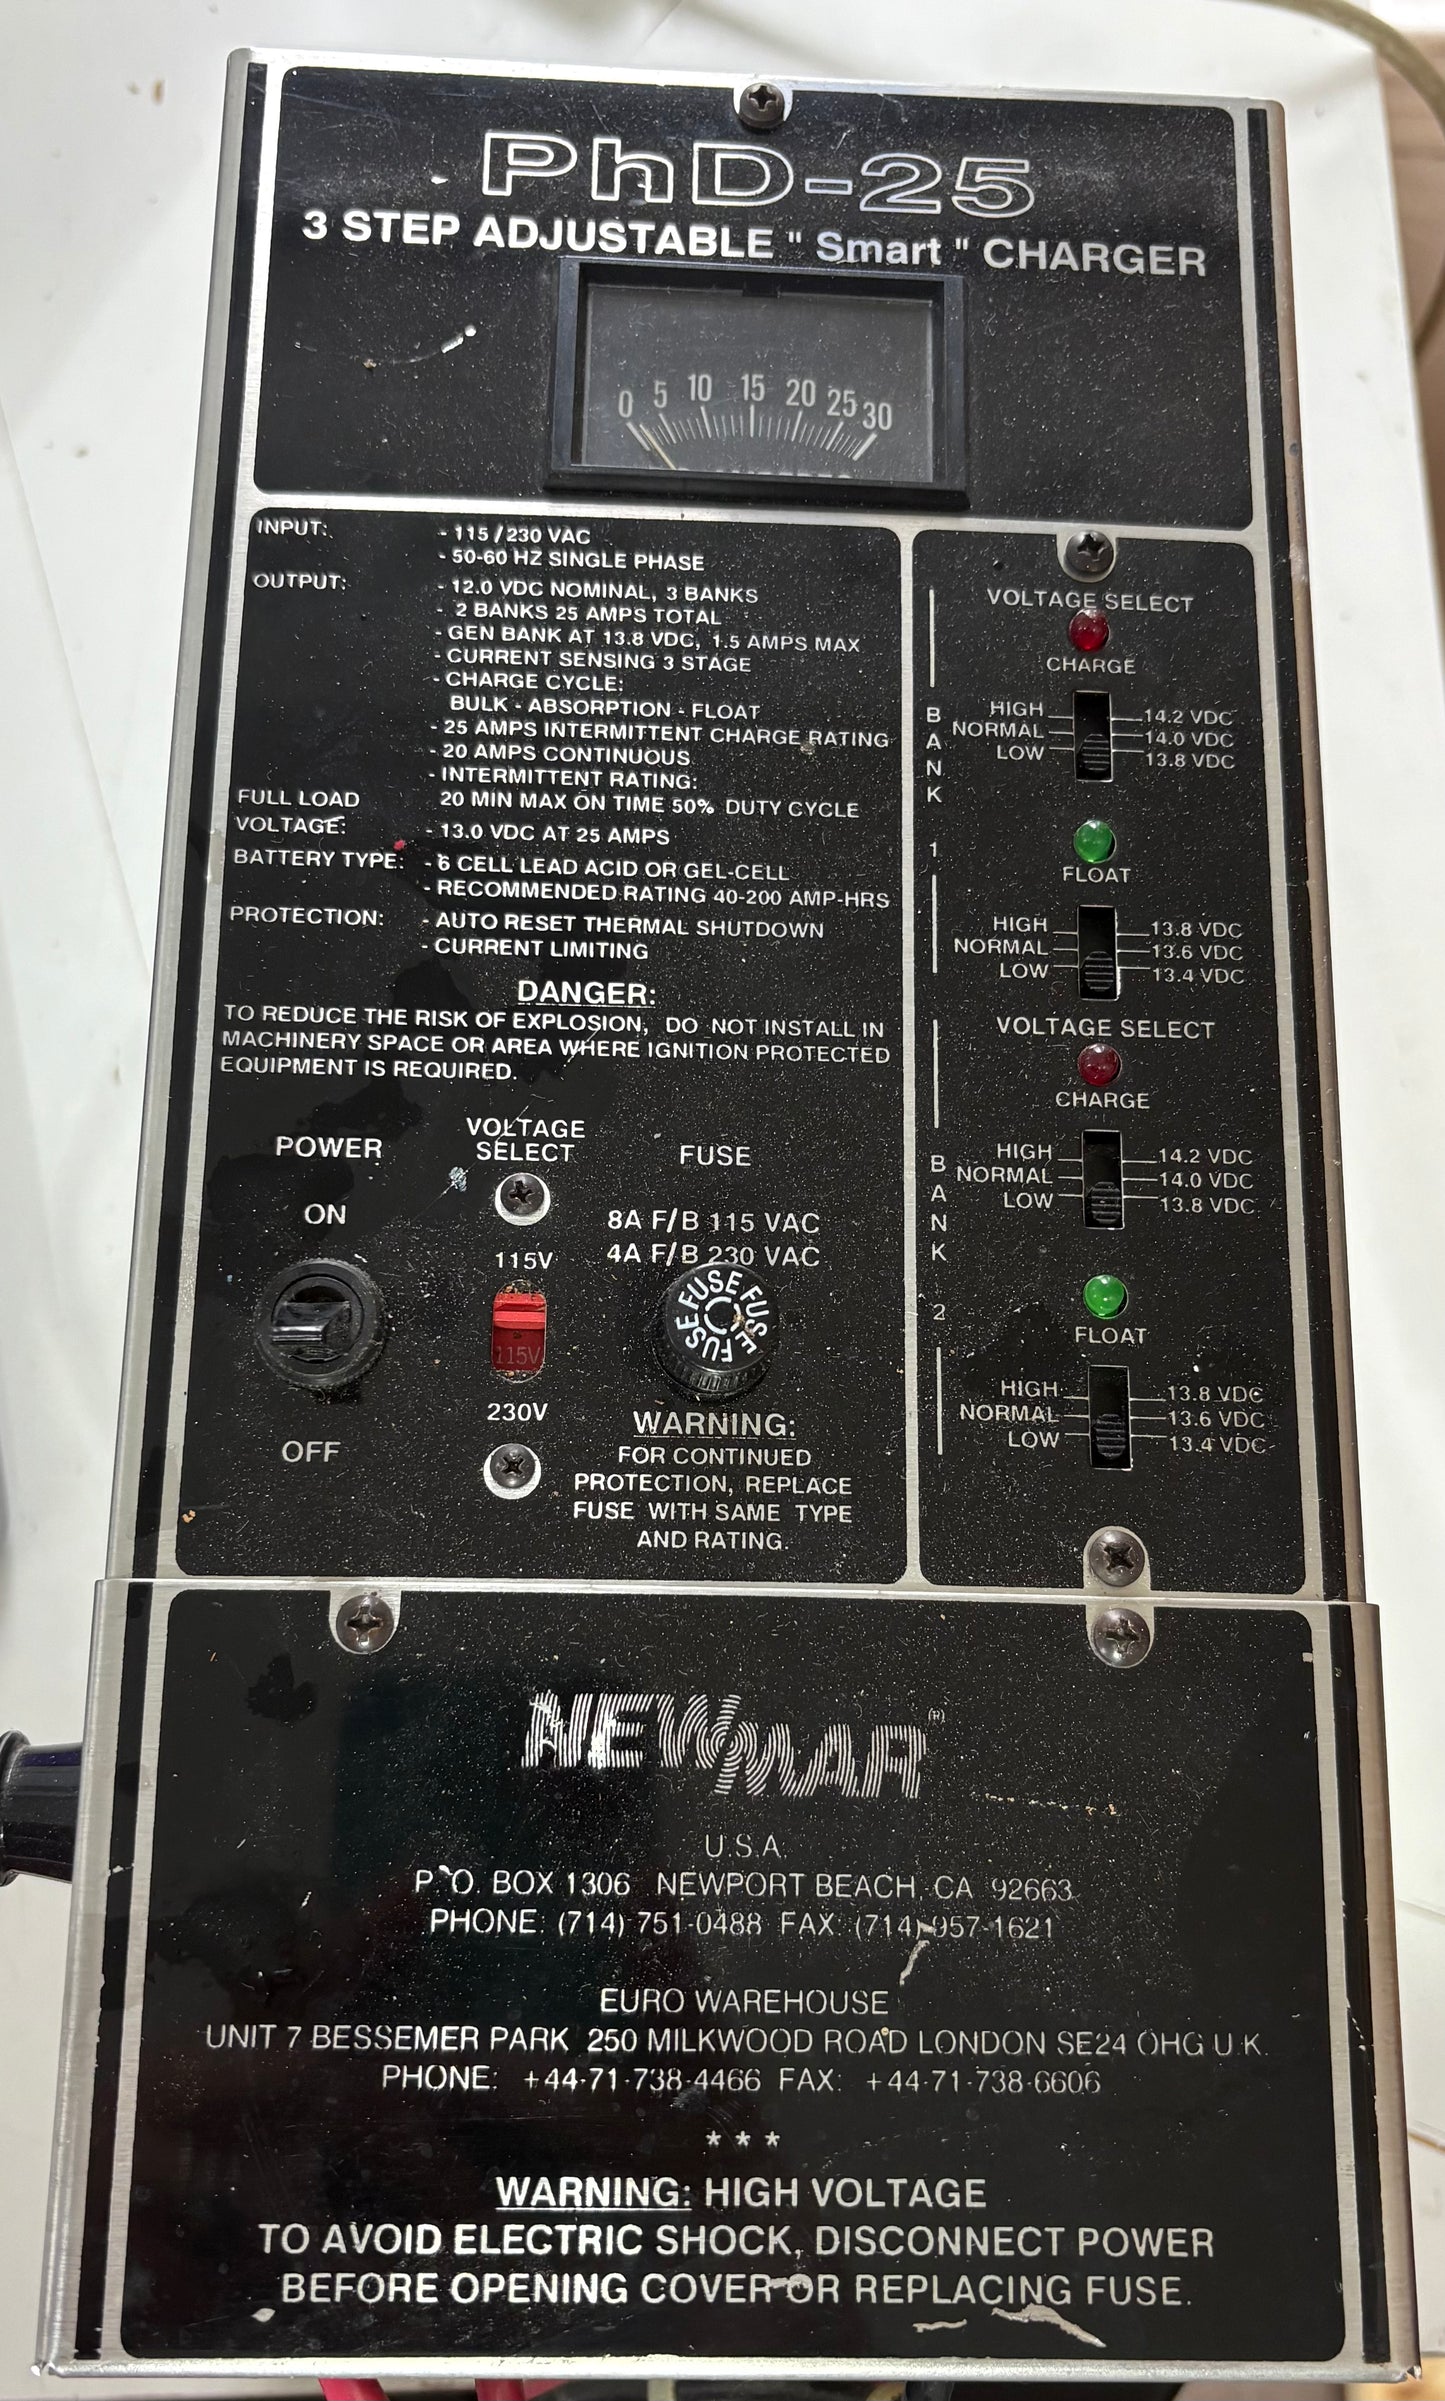 PhD-25
3 STEP ADJUSTABLE " Smart " CHARGER
0 5 10 15 20 25 30
INPUT: - 115 / 230 VAC
- 50-60 HZ SINGLE PHASE
OUTPUT: - 12.0 VDC NOMINAL, 3 BANKS
- 2 BANKS 25 AMPS TOTAL
- GEN BANK AT 13.8 VDC, 1.5 AMPS MAX
- CURRENT SENSING 3 STAGE
- CHARGE CYCLE:
BULK - ABSORPTION - FLOAT
- 25 AMPS INTERMITTENT CHARGE RATING
- 20 AMPS CONTINUOUS
- INTERMITTENT RATING:
20 MIN MAX ON TIME 50% DUTY CYCLE
FULL LOAD
VOLTAGE: - 13.0 VDC AT 25 AMPS
BATTERY TYPE: - 6 CELL LEAD ACID OR GEL-CELL
- RECOMMENDED RATING 40-200 AMP-HRS
PROTECTION: - AUTO RESET THERMAL SHUTDOWN
- CURRENT LIMITING
DANGER:
TO REDUCE THE RISK OF EXPLOSION, DO NOT INSTALL IN
MACHINERY SPACE OR AREA WHERE IGNITION PROTECTED
EQUIPMENT IS REQUIRED.
POWER
ON
OFF
VOLTAGE
SELECT
115V
115V
230V
FUSE
8A F/B 115 VAC
4A F/B 230 VAC
FUSE FUSE FUSE FUSE
WARNING:
FOR CONTINUED
PROTECTION, REPLACE
FUSE WITH SAME TYPE
AND RATING.
BANK 1
VOLTAGE SELECT
CHARGE
HIGH 14.2 VDC
NORMAL 14.0 VDC
LOW 13.8 VDC
FLOAT
HIGH 13.8 VDC
NORMAL 13.6 VDC
LOW 13.4 VDC
BANK 2
VOLTAGE SELECT
CHARGE
HIGH 14.2 VDC
NORMAL 14.0 VDC
LOW 13.8 VDC
FLOAT
HIGH 13.8 VDC
NORMAL 13.6 VDC
LOW 13.4 VDC
NEWMAR®
U.S.A.
P.O. BOX 1306 NEWPORT BEACH, CA 92663
PHONE: (714) 751-0488 FAX: (714) 957-1621
EURO WAREHOUSE
UNIT 7 BESSEMER PARK 250 MILKWOOD ROAD LONDON SE24 OHG U.K.
PHONE: +44-71-738-4466 FAX: +44-71-738-6606
* * *
WARNING: HIGH VOLTAGE
TO AVOID ELECTRIC SHOCK, DISCONNECT POWER
BEFORE OPENING COVER OR REPLACING FUSE.